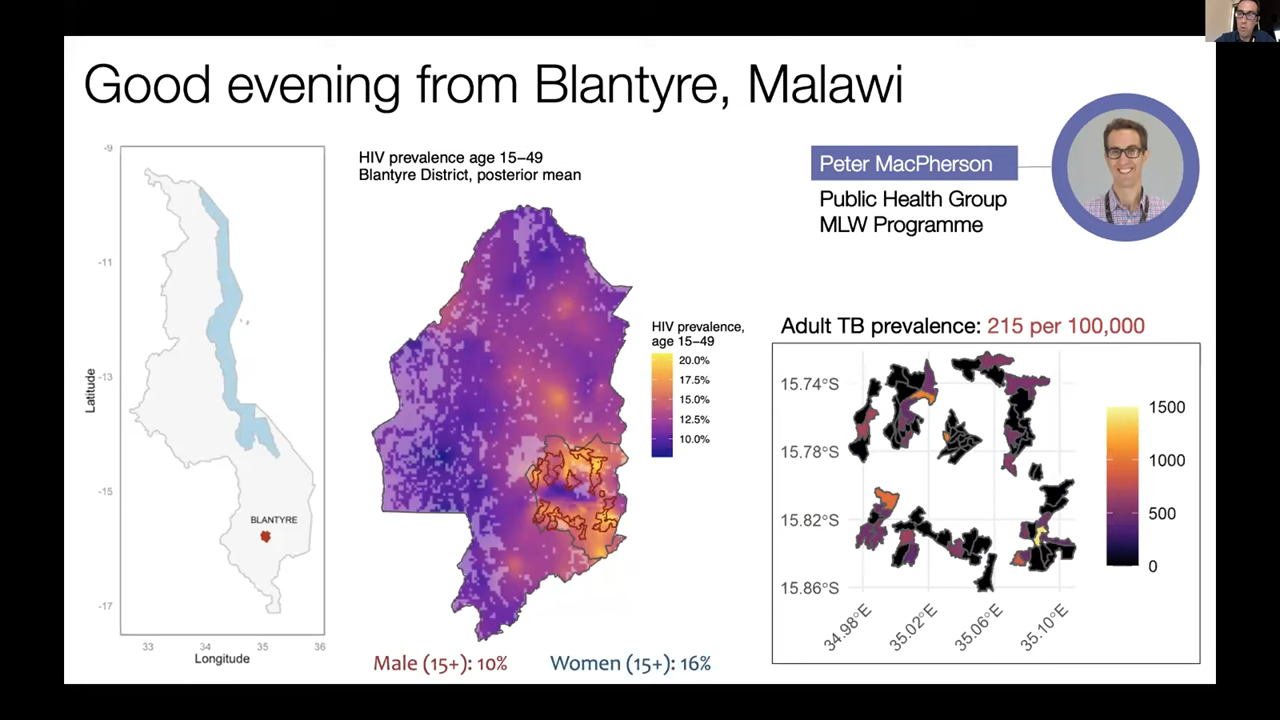 Good evening from Blantyre, Malawi
-9
-11
-13
-15
-17
Latitude
33
34
35
36
Longitude
BLANTYRE
HIV prevalence age 15–49
Blantyre District, posterior mean
HIV prevalence,
age 15–49
20.0%
17.5%
15.0%
12.5%
10.0%
Male (15+): 10%
Women (15+): 16%
Peter MacPherson
Public Health Group
MLW Programme
Adult TB prevalence: 215 per 100,000
15.74°S
15.78°S
15.82°S
15.86°S
34.98°E
35.02°E
35.06°E
35.10°E
1500
1000
500
0